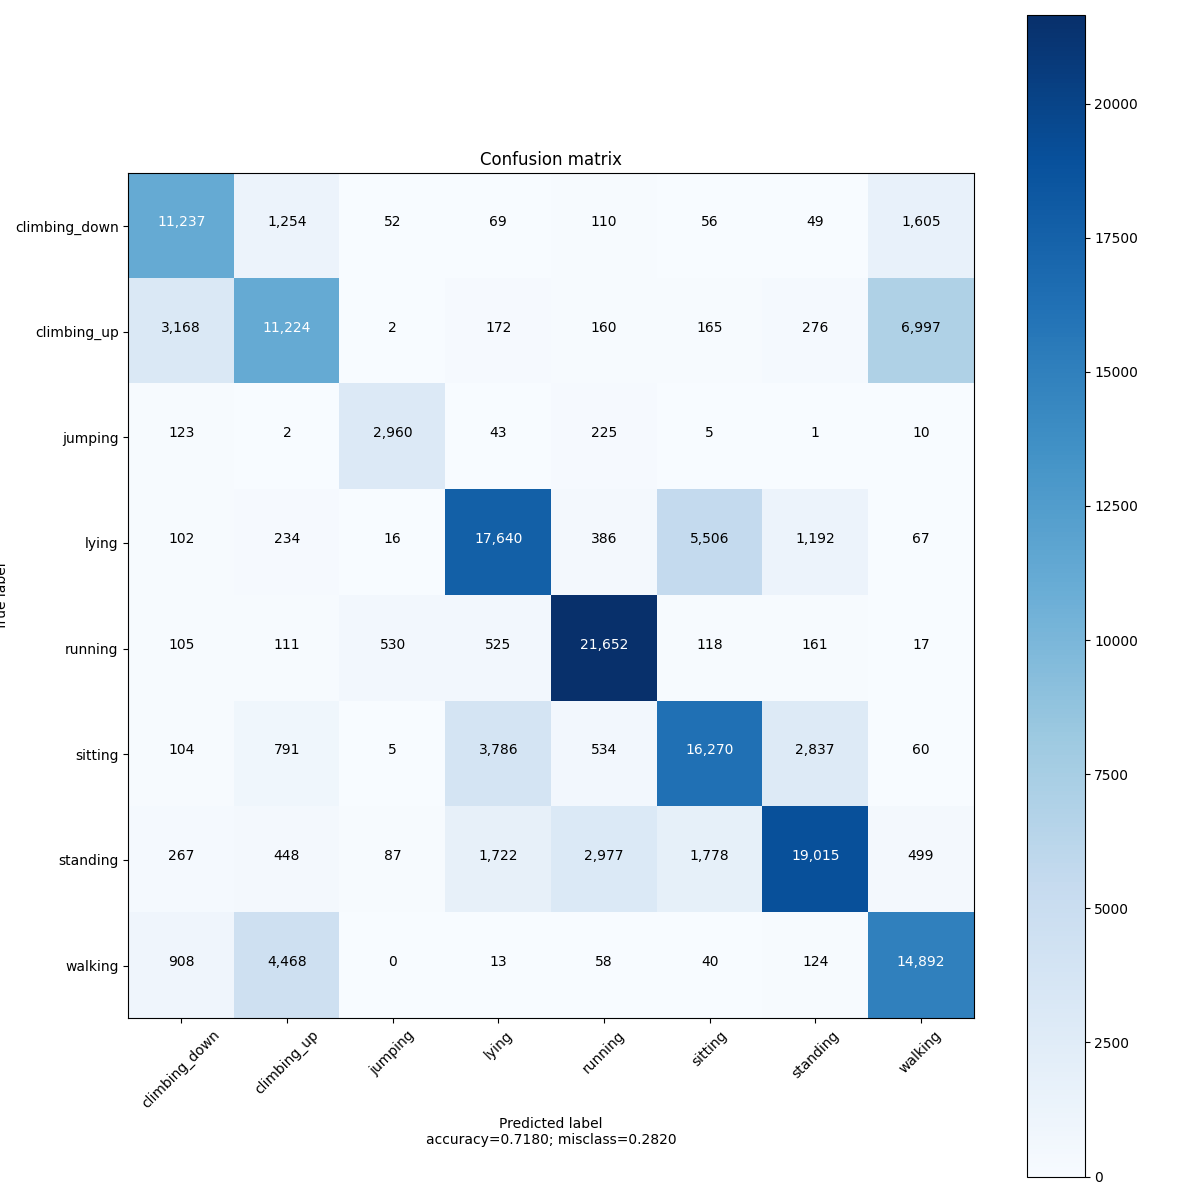 Confusion matrix
climbing_down 11,237 1,254 52 69 110 56 49 1,605
climbing_up 3,168 11,224 2 172 160 165 276 6,997
jumping 123 2 2,960 43 225 5 1 10
lying 102 234 16 17,640 386 5,506 1,192 67
running 105 111 530 525 21,652 118 161 17
sitting 104 791 5 3,786 534 16,270 2,837 60
standing 267 448 87 1,722 2,977 1,778 19,015 499
walking 908 4,468 0 13 58 40 124 14,892
climbing_down climbing_up jumping lying running sitting standing walking
Predicted label
accuracy=0.7180; misclass=0.2820
True label
20000
17500
15000
12500
10000
7500
5000
2500
0